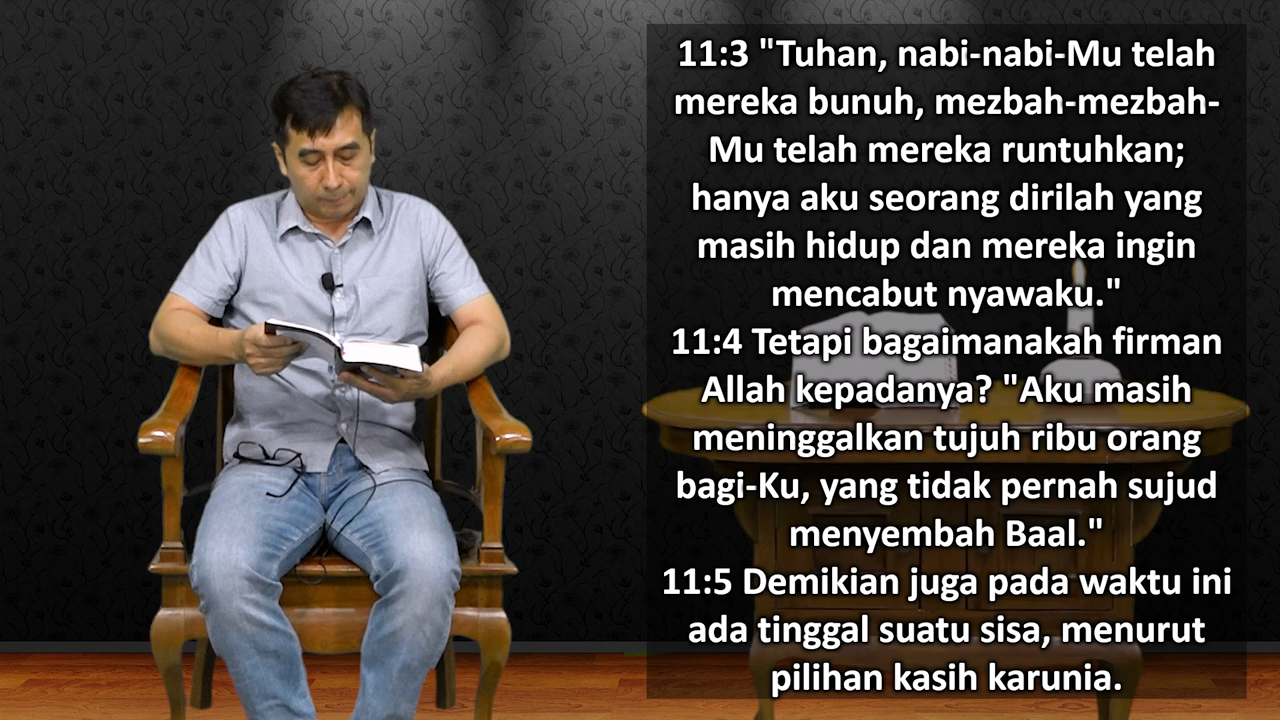 11:3 "Tuhan, nabi-nabi-Mu telah
mereka bunuh, mezbah-mezbah-
Mu telah mereka runtuhkan;
hanya aku seorang dirilah yang
masih hidup dan mereka ingin
mencabut nyawaku."
11:4 Tetapi bagaimanakah firman
Allah kepadanya? "Aku masih
meninggalkan tujuh ribu orang
bagi-Ku, yang tidak pernah sujud
menyembah Baal."
11:5 Demikian juga pada waktu ini
ada tinggal suatu sisa, menurut
pilihan kasih karunia.